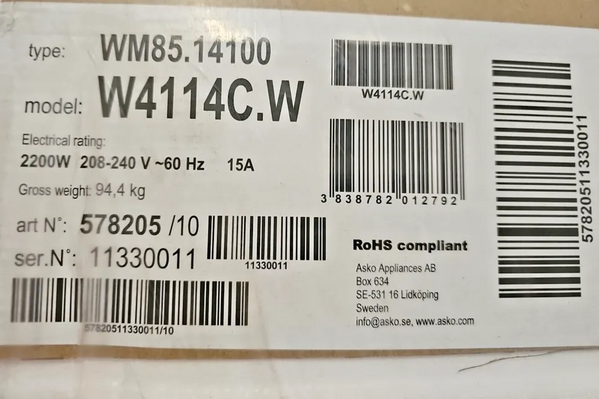 type: WM85.14100
model: W4114C.W
Electrical rating:
2200W 208-240 V ~60 Hz 15A
Gross weight: 94,4 kg
art N°: 578205 /10
ser.N°: 11330011
11330011
57820511330011/10
W4114C.W
3 838782 012792
RoHS compliant
Asko Appliances AB
Box 634
SE-531 16 Lidköping
Sweden
info@asko.se, www.asko.com
57820511330011